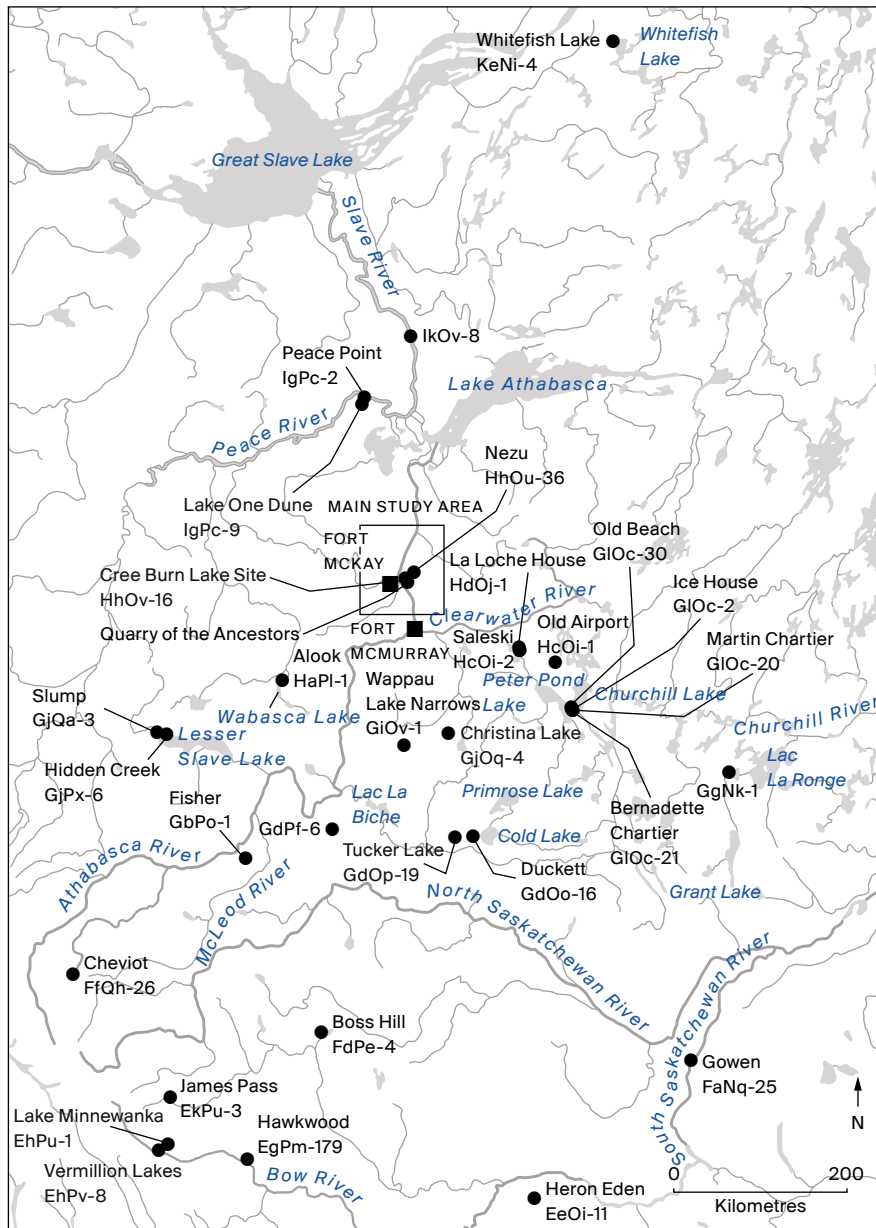 Whitefish Lake
KeNi-4
Whitefish
Lake
Great Slave Lake
Slave River
IkOv-8
Peace Point
IgPc-2
Lake Athabasca
Peace River
Nezu
HhOu-36
Lake One Dune
IgPc-9
MAIN STUDY AREA
Old Beach
GlOc-30
FORT
MCKAY
La Loche House
HdOj-1
Ice House
GlOc-2
Cree Burn Lake Site
HhOv-16
Clearwater River
Quarry of the Ancestors
FORT
MCMURRAY
Old Airport
HcOi-1
Saleski
HcOi-2
Martin Chartier
GlOc-20
Alook
HaPl-1
Wappau
Lake Narrows
GiOv-1
Peter Pond
Lake
Churchill Lake
Slump
GjQa-3
Wabasca Lake
Churchill River
Lesser
Slave Lake
Christina Lake
GjOq-4
Lac
La Ronge
Hidden Creek
GjPx-6
GgNk-1
Fisher
GbPo-1
Lac La
Biche
Primrose Lake
Bernadette
Chartier
GlOc-21
GdPf-6
Cold Lake
Athabasca River
Tucker Lake
GdOp-19
Duckett
GdOo-16
McLeod River
North Saskatchewan River
Grant Lake
Cheviot
FfQh-26
South Saskatchewan River
Boss Hill
FdPe-4
Gowen
FaNq-25
James Pass
EkPu-3
N
Lake Minnewanka
EhPu-1
Hawkwood
EgPm-179
Vermillion Lakes
EhPv-8
Bow River
Heron Eden
EeOi-11
0 200
Kilometres